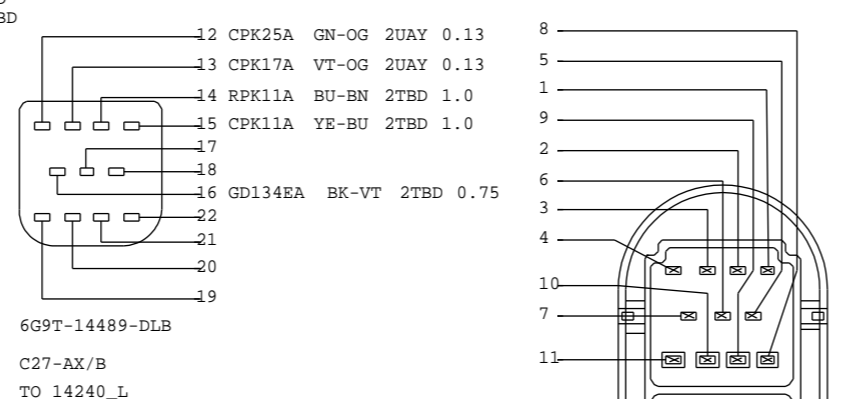 BD
12 CPK25A GN-OG 2UAY 0.13
13 CPK17A VT-OG 2UAY 0.13
14 RPK11A BU-BN 2TBD 1.0
15 CPK11A YE-BU 2TBD 1.0
17
18
16 GD134EA BK-VT 2TBD 0.75
22
21
20
19
6G9T-14489-DLB
C27-AX/B
TO 14240_L
8
5
1
9
2
6
3
4
10
7
11